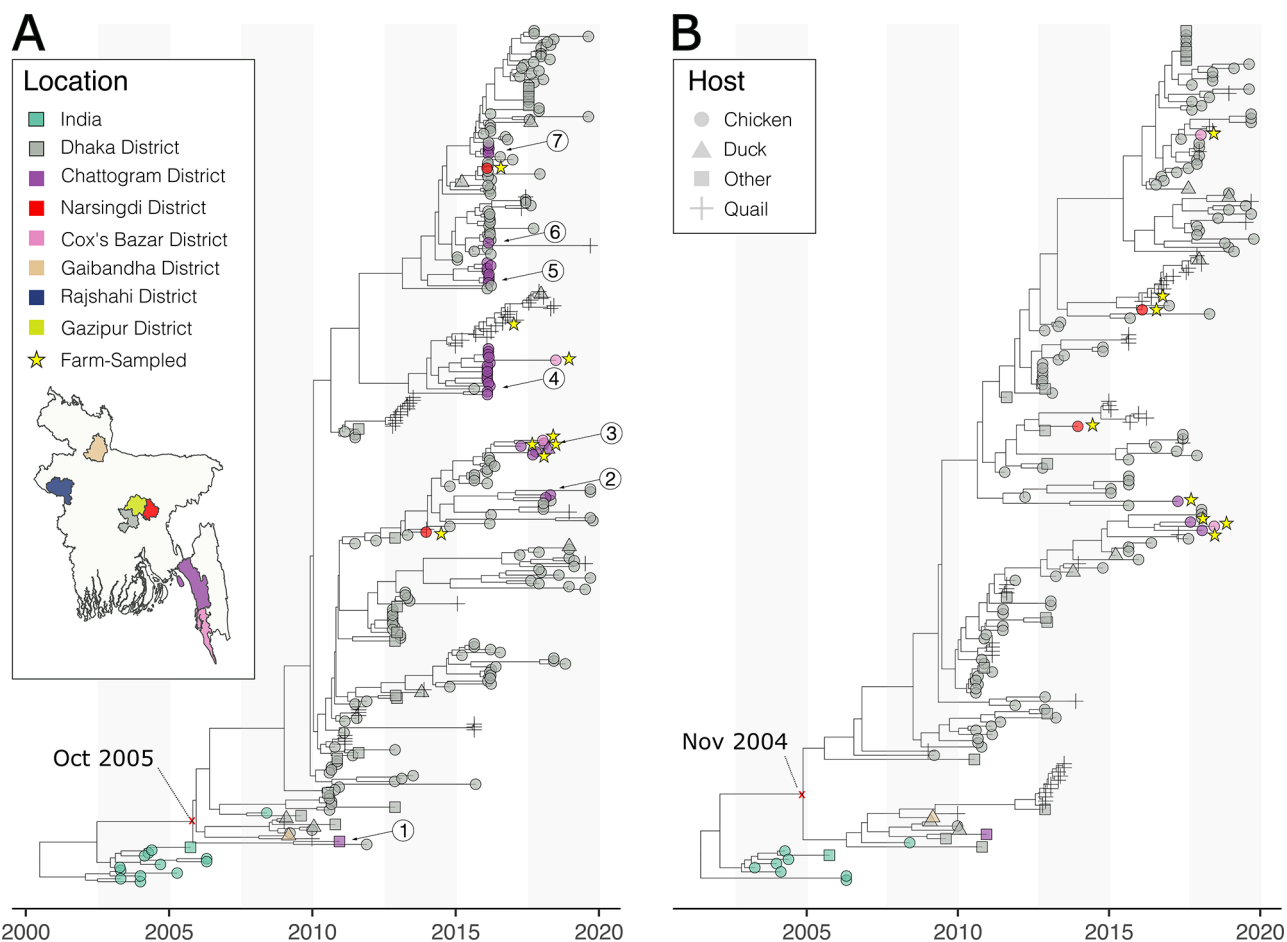 A
B
Location
India
Dhaka District
Chattogram District
Narsingdi District
Cox's Bazar District
Gaibandha District
Rajshahi District
Gazipur District
Farm-Sampled
Host
Chicken
Duck
Other
Quail
7
6
5
4
3
2
1
Oct 2005
x
Nov 2004
x
2000 2005 2010 2015 2020
2005 2010 2015 2020